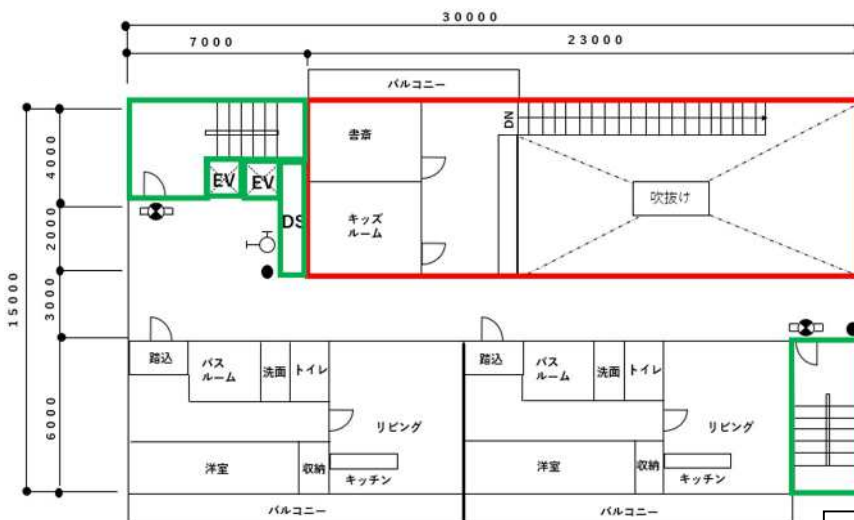 30000
7000
23000
バルコニー
4000
2000
3000
6000
15000
書斎
DN
EV
EV
DS
キッズ
ルーム
吹抜け
踏込
バス
ルーム
洗面
トイレ
リビング
洋室
収納
キッチン
踏込
バス
ルーム
洗面
トイレ
リビング
洋室
収納
キッチン
バルコニー
バルコニー